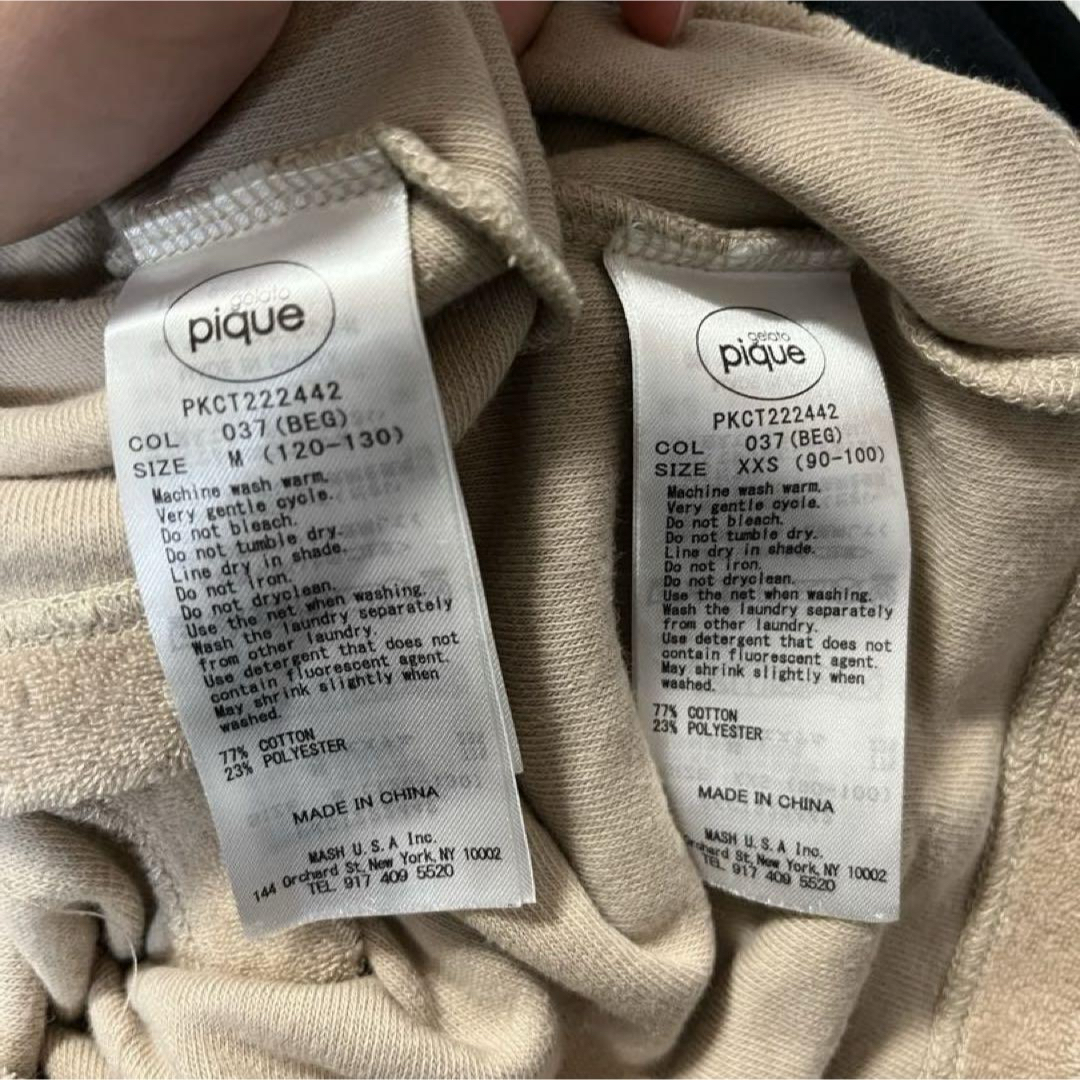 gelato
pique
PKCT222442
COL 037(BEG)
SIZE M (120-130)
Machine wash warm.
Very gentle cycle.
Do not bleach.
Do not tumble dry.
Line dry in shade.
Do not iron.
Do not dryclean.
Use the net when washing.
Wash the laundry separately
from other laundry.
Use detergent that does not
contain fluorescent agent.
May shrink slightly when
washed.
77% COTTON
23% POLYESTER
MADE IN CHINA
MASH U.S.A Inc.
144 Orchard St, New York, NY 10002
TEL 917 409 5520
gelato
pique
PKCT222442
COL 037(BEG)
SIZE XXS (90-100)
Machine wash warm.
Very gentle cycle.
Do not bleach.
Do not tumble dry.
Line dry in shade.
Do not iron.
Do not dryclean.
Use the net when washing.
Wash the laundry separately
from other laundry.
Use detergent that does not
contain fluorescent agent.
May shrink slightly when
washed.
77% COTTON
23% POLYESTER
MADE IN CHINA
MASH U.S.A Inc.
Orchard St, New York, NY 10002
TEL 917 409 5520